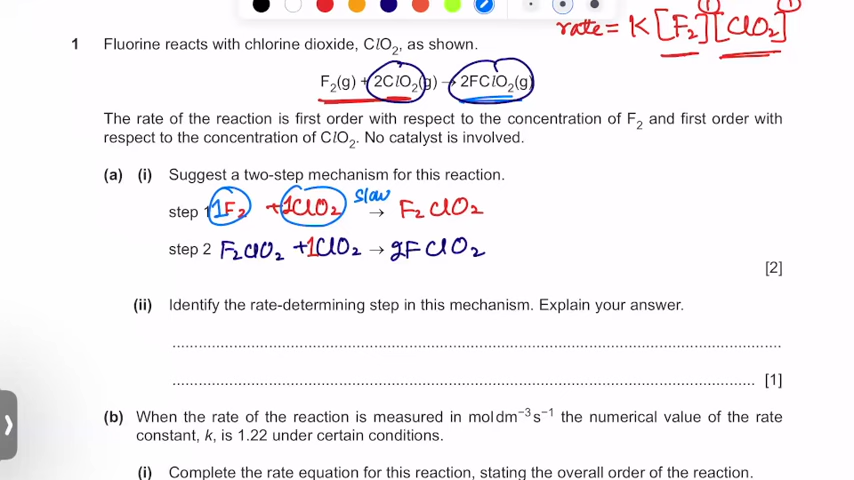 rate = K [F₂]¹ [ClO₂]¹
1 Fluorine reacts with chlorine dioxide, ClO₂, as shown.
F₂(g) + 2ClO₂(g) → 2FClO₂(g)
The rate of the reaction is first order with respect to the concentration of F₂ and first order with
respect to the concentration of ClO₂. No catalyst is involved.
(a) (i) Suggest a two-step mechanism for this reaction.
step 1 1F₂ + 1ClO₂ slow → F₂ClO₂
step 2 F₂ClO₂ + 1ClO₂ → 2FClO₂
[2]
(ii) Identify the rate-determining step in this mechanism. Explain your answer.
[1]
(b) When the rate of the reaction is measured in mol dm⁻³ s⁻¹ the numerical value of the rate
constant, k, is 1.22 under certain conditions.
(i) Complete the rate equation for this reaction, stating the overall order of the reaction.